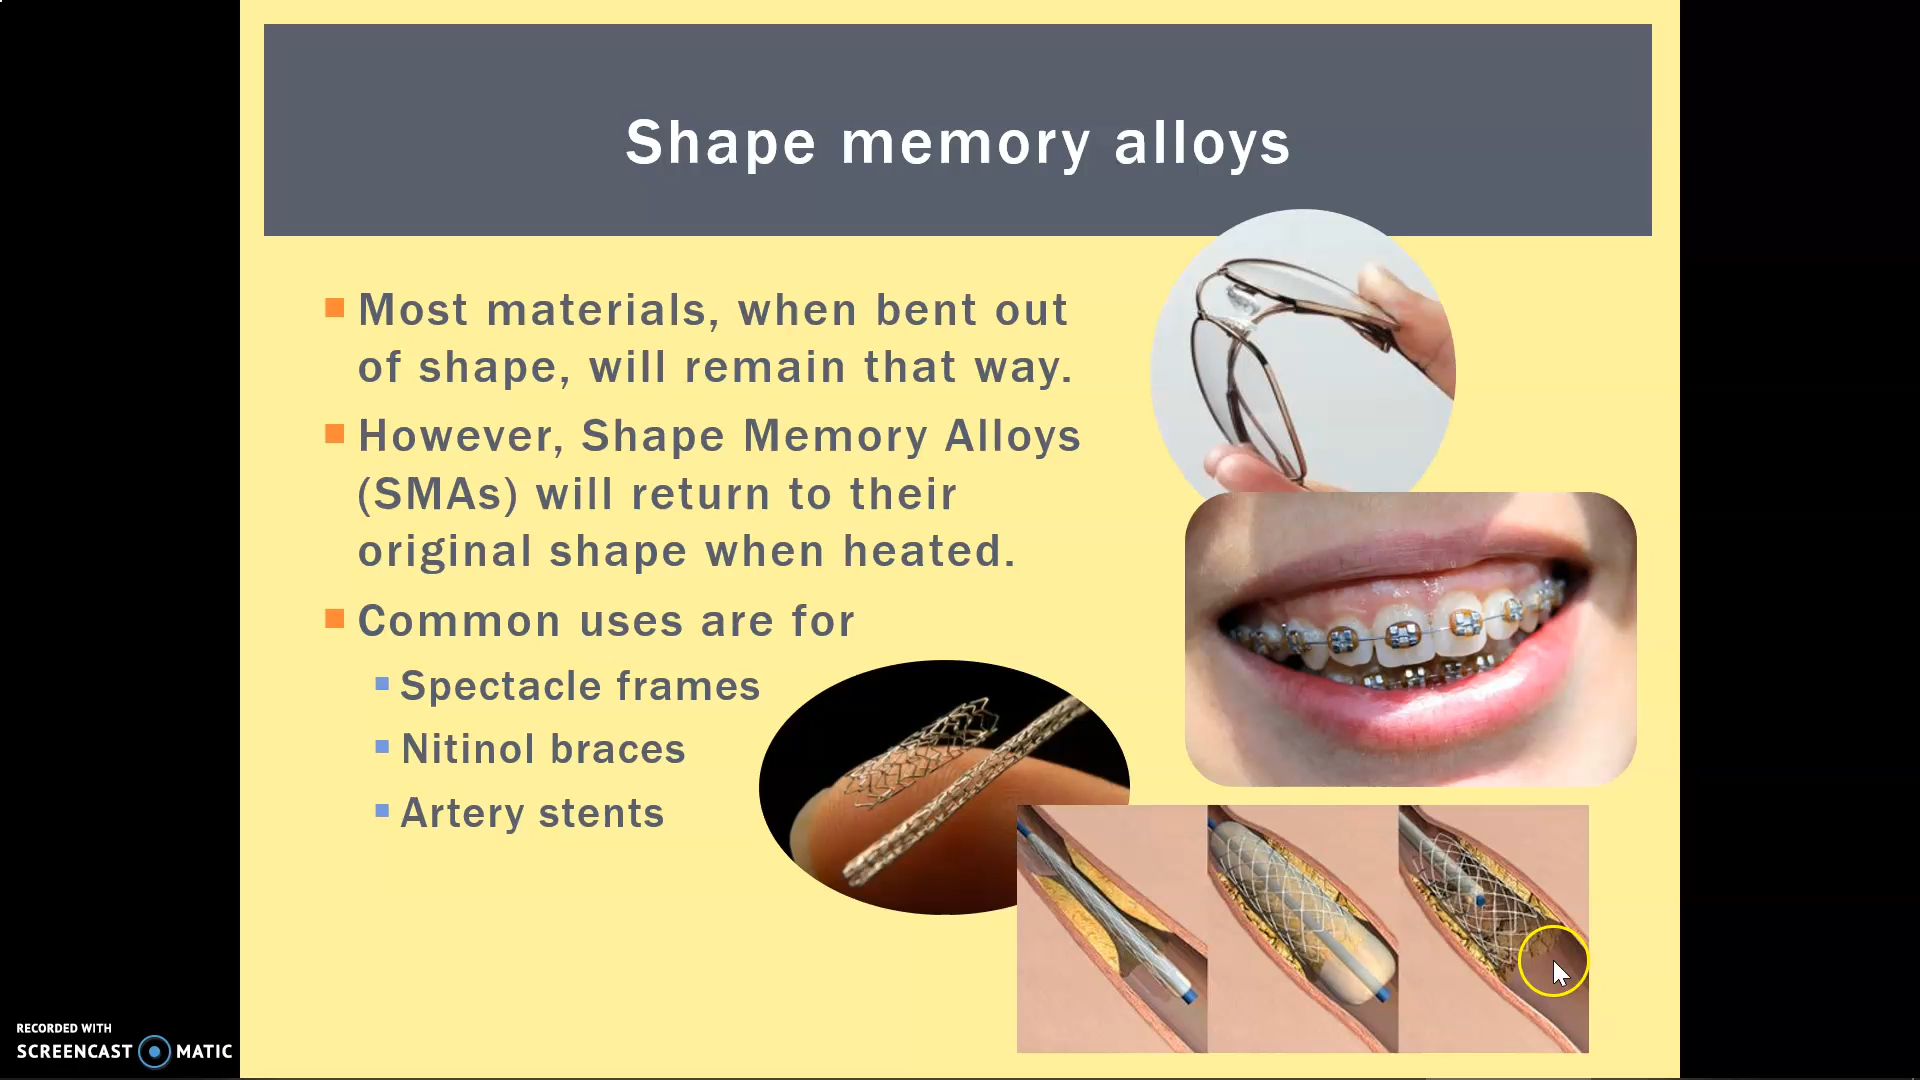 Shape memory alloys
Most materials, when bent out
of shape, will remain that way.
However, Shape Memory Alloys
(SMAs) will return to their
original shape when heated.
Common uses are for
Spectacle frames
Nitinol braces
Artery stents
RECORDED WITH
SCREENCAST MATIC